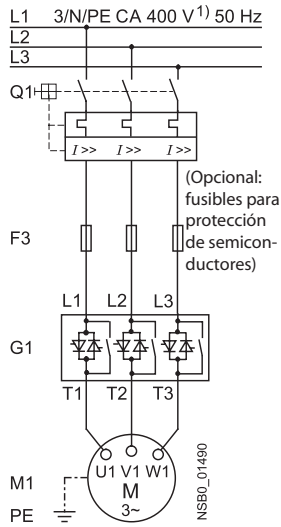 L1 3/N/PE CA 400 V1) 50 Hz
L2
L3
Q1
I >> I >> I >>
(Opcional:
fusibles para
protección
de semicon-
ductores)
F3
L1 L2 L3
G1
T1 T2 T3
U1 V1 W1
M
3~
M1
PE
NSB0_01490